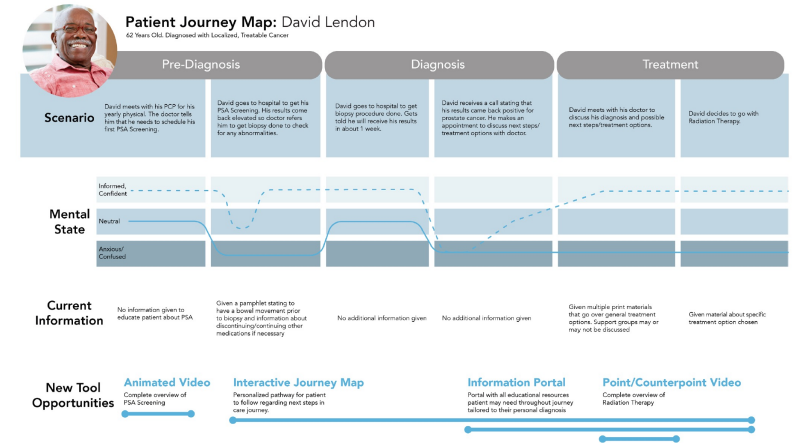 Patient Journey Map: David Lendon
62 Years Old. Diagnosed with Localized, Treatable Cancer
Pre-Diagnosis
Diagnosis
Treatment
Scenario
David meets with his PCP for his
yearly physical. The doctor tells
him that he needs to schedule his
first PSA Screening.
David goes to hospital to get his
PSA Screening. His results come
back elevated so doctor refers
him to get biopsy done to check
for any abnormalities.
David goes to hospital to get
biopsy procedure done. Gets
told he will receive his results
in about 1 week.
David receives a call stating that
his results came back positive for
prostate cancer. He makes an
appointment to discuss next steps/
treatment options with doctos
David meets with his doctor to
discuss his diagnosis and possible
next steps/treatment options.
David decides to go with
Radiation Therapy.
Mental
State
Informed,
Confident
Neutral
Anxious/
Confused
Current
Information
No information given to
educate patient about PSA
Given a pamphlet stating to
have a bowel movement prior
to biopsy and information about
discontinuing/continuing other
medications if necessary
No additional information given
No additional information given
Given multiple print materials
that go over general treatment
options. Support groups may or
may not be discussed
Given material about specific
treatment option chosen
New Tool
Opportunities
Animated Video
Complete overview of
PSA Screening
Interactive Journey Map
Personalized pathway for patient
to follow regarding next steps in
care journey.
Information Portal
Portal with all educational resources
patient may need throughout journey
tailored to their personal diagnosis
Point/Counterpoint Video
Complete overview of
Radiation Therapy